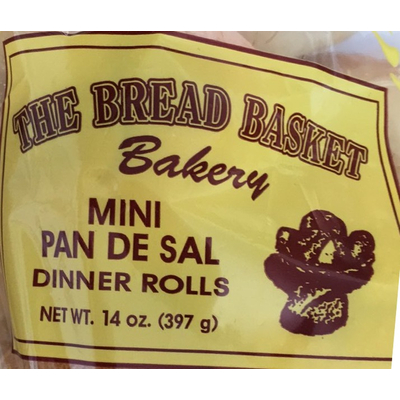 THE BREAD BASKET
Bakery
MINI
PAN DE SAL
DINNER ROLLS
NET WT. 14 oz. (397 g)